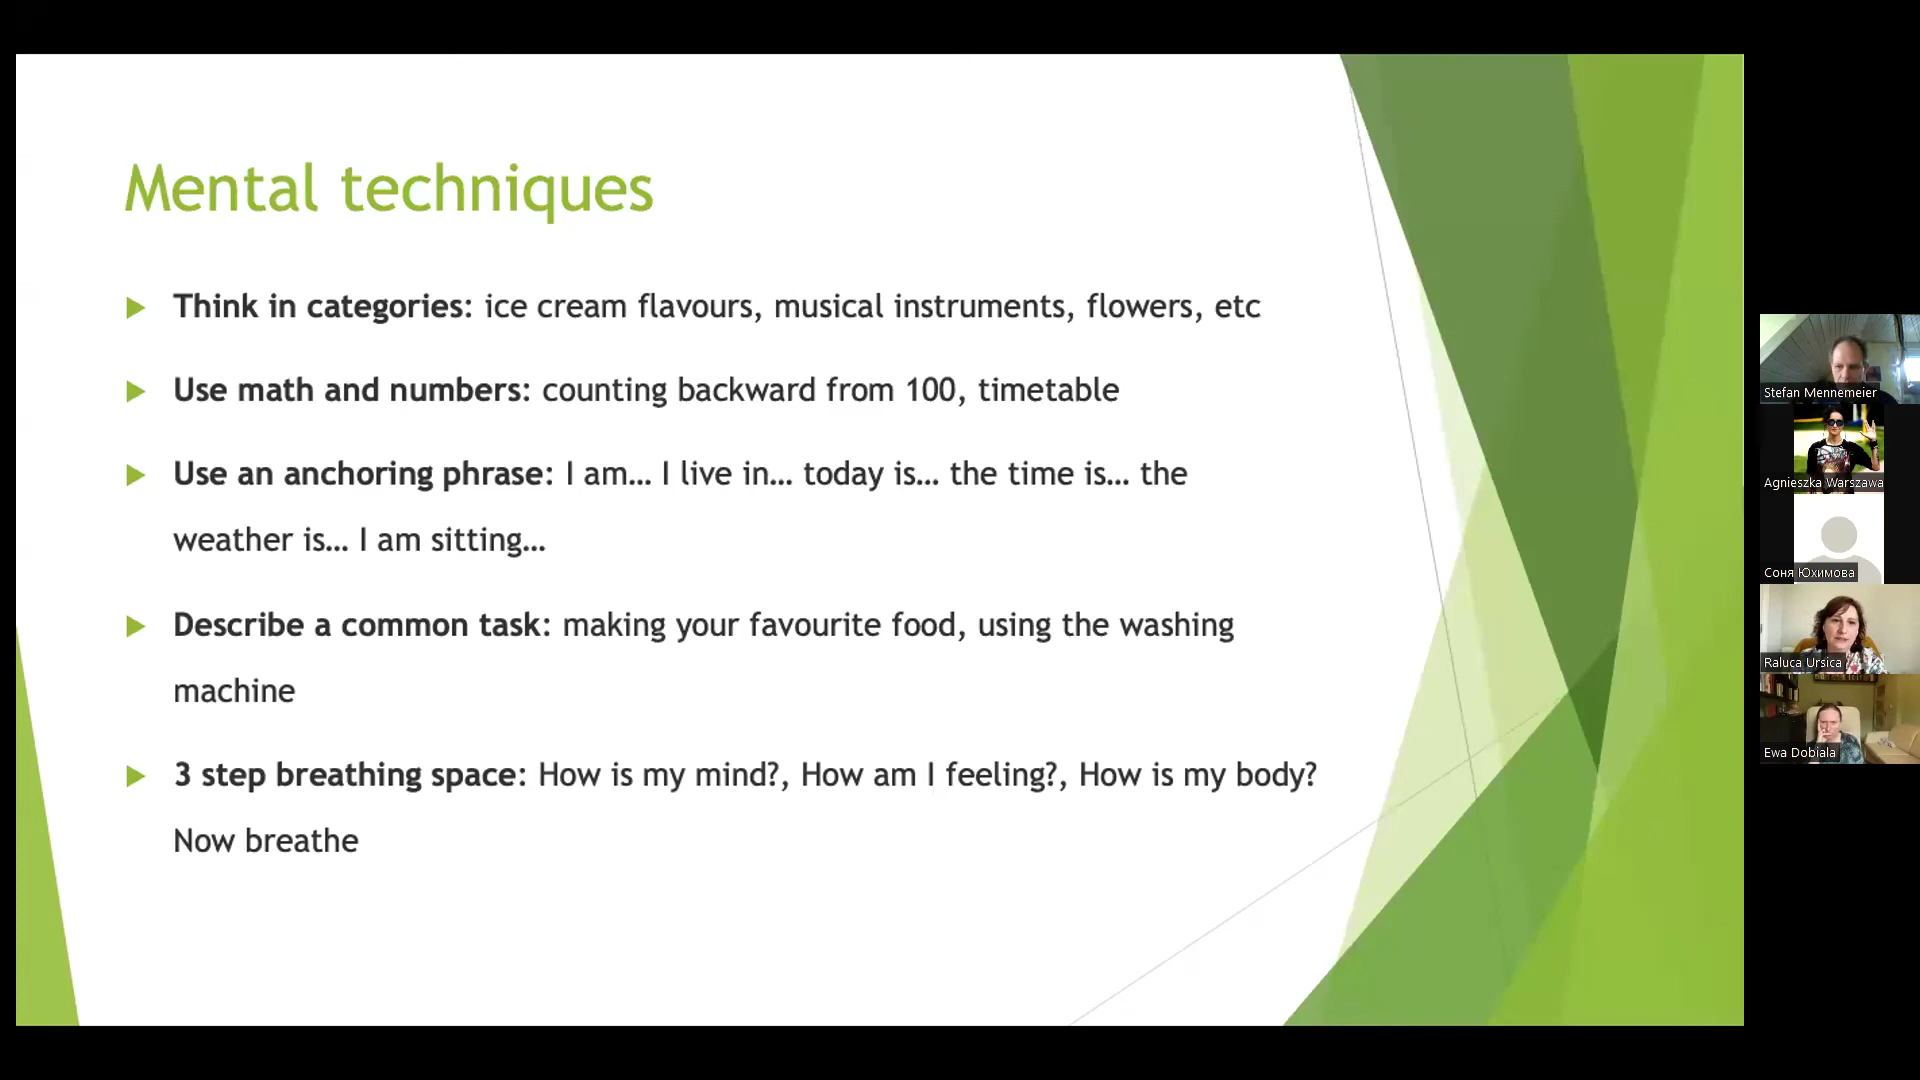 Mental techniques
Think in categories: ice cream flavours, musical instruments, flowers, etc
Use math and numbers: counting backward from 100, timetable
Use an anchoring phrase: I am… I live in… today is… the time is… the
weather is… I am sitting…
Describe a common task: making your favourite food, using the washing
machine
3 step breathing space: How is my mind?, How am I feeling?, How is my body?
Now breathe
Stefan Mennemeier
Agnieszka Warszawa
Соня Юхимова
Raluca Ursica
Ewa Dobiala